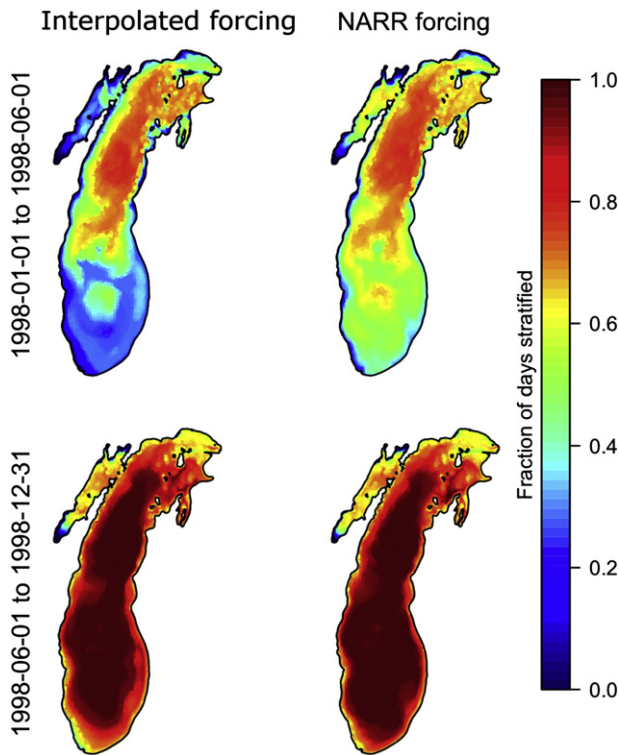 Interpolated forcing
NARR forcing
1998-01-01 to 1998-06-01
1998-06-01 to 1998-12-31
Fraction of days stratified
1.0
0.8
0.6
0.4
0.2
0.0